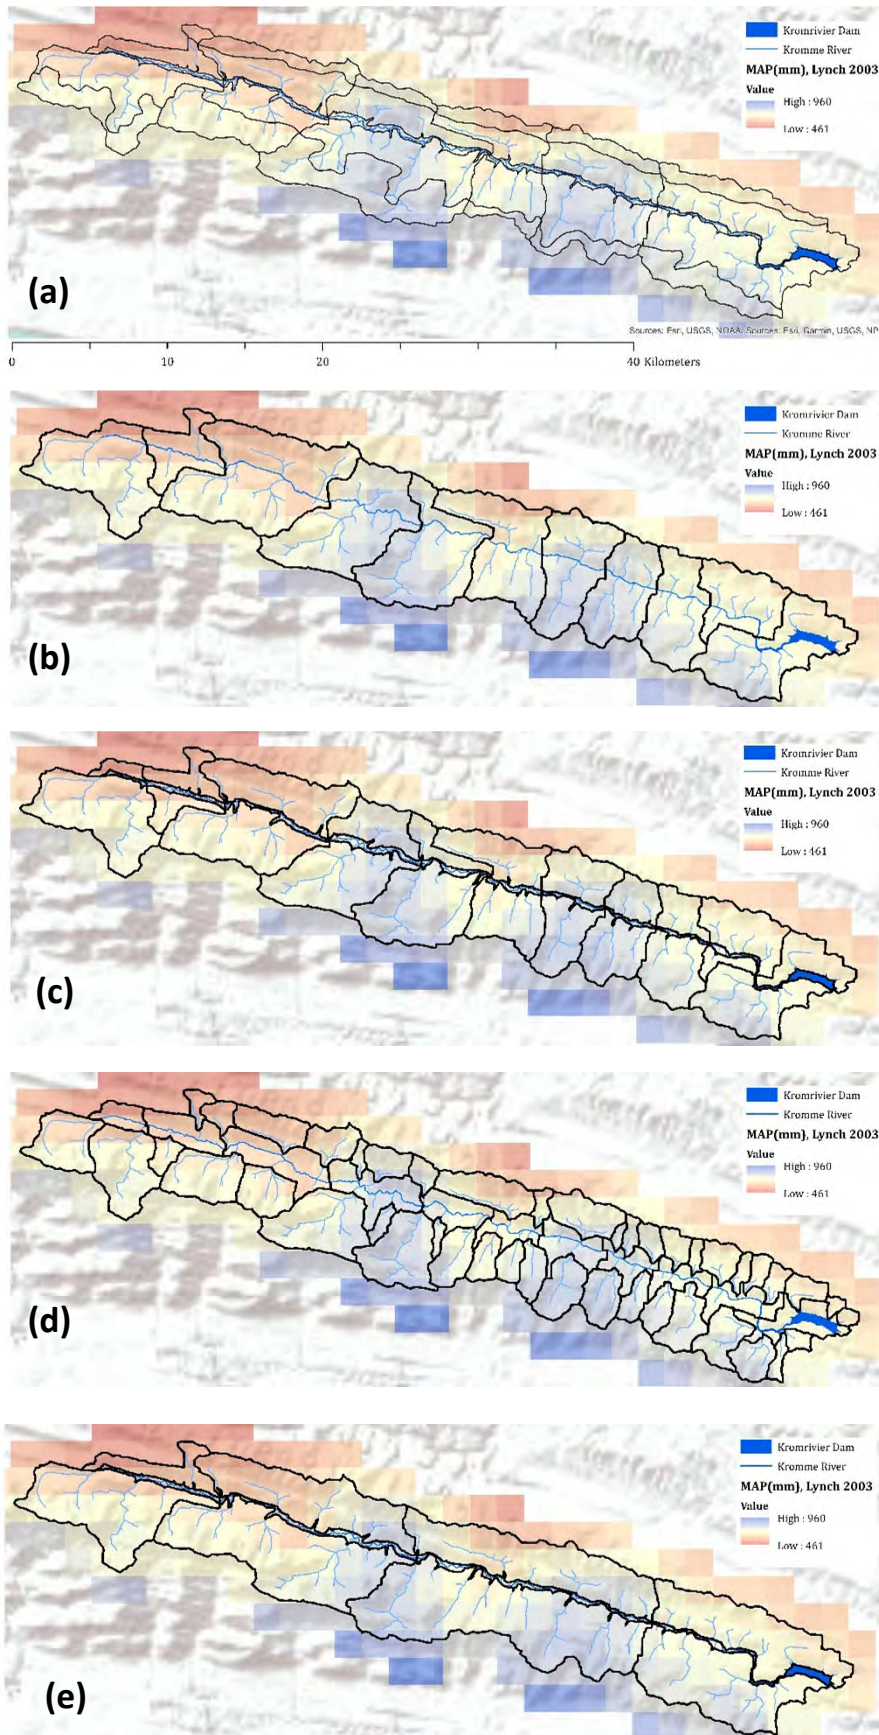 Kromrivier Dam
Kromme River
MAP(mm), Lynch 2003
Value
High : 960
Low : 461
(a)
Sources: Esri, USGS, NOAA, Sources: Esri, Garmin, USGS, NP
0 10 20 40 Kilometers
Kromrivier Dam
Kromme River
MAP(mm), Lynch 2003
Value
High : 960
Low : 461
(b)
Kromrivier Dam
Kromme River
MAP(mm), Lynch 2003
Value
High : 960
Low : 461
(c)
Kromrivier Dam
Kromme River
MAP(mm), Lynch 2003
Value
High : 960
Low : 461
(d)
Kromrivier Dam
Kromme River
MAP(mm), Lynch 2003
Value
High : 960
Low : 461
(e)